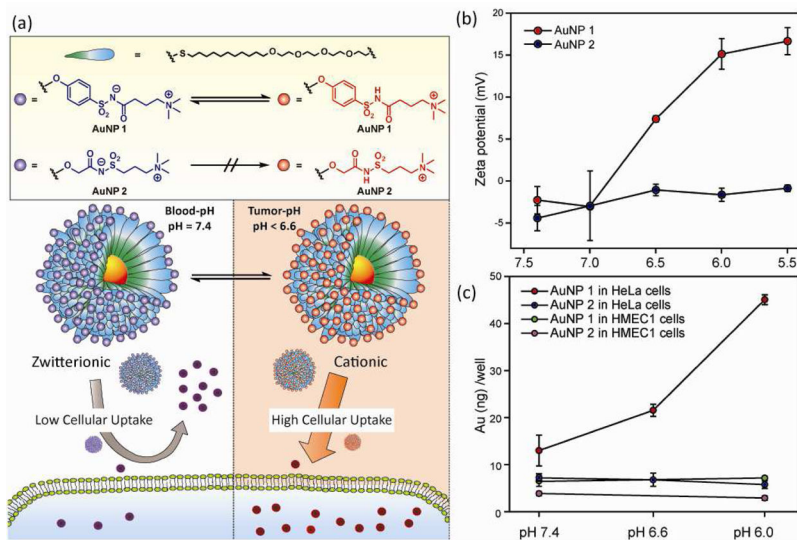 (a)
S
O
O
O
O
=
=
O
S
O₂
N
⊖
O
N
⊕
AuNP 1
=
O
S
O₂
H
N
O
N
⊕
AuNP 1
=
O
O
N
⊖
O₂
S
N
⊕
AuNP 2
=
O
O
N
H
O₂
S
N
⊕
AuNP 2
Blood-pH
pH = 7.4
Tumor-pH
pH < 6.6
Zwitterionic
Cationic
Low Cellular Uptake
High Cellular Uptake
(b)
AuNP 1
AuNP 2
Zeta potential (mV)
20
15
10
5
0
-5
7.5
7.0
6.5
6.0
5.5
(c)
AuNP 1 in HeLa cells
AuNP 2 in HeLa cells
AuNP 1 in HMEC1 cells
AuNP 2 in HMEC1 cells
Au (ng) /well
50
40
30
20
10
0
pH 7.4
pH 6.6
pH 6.0